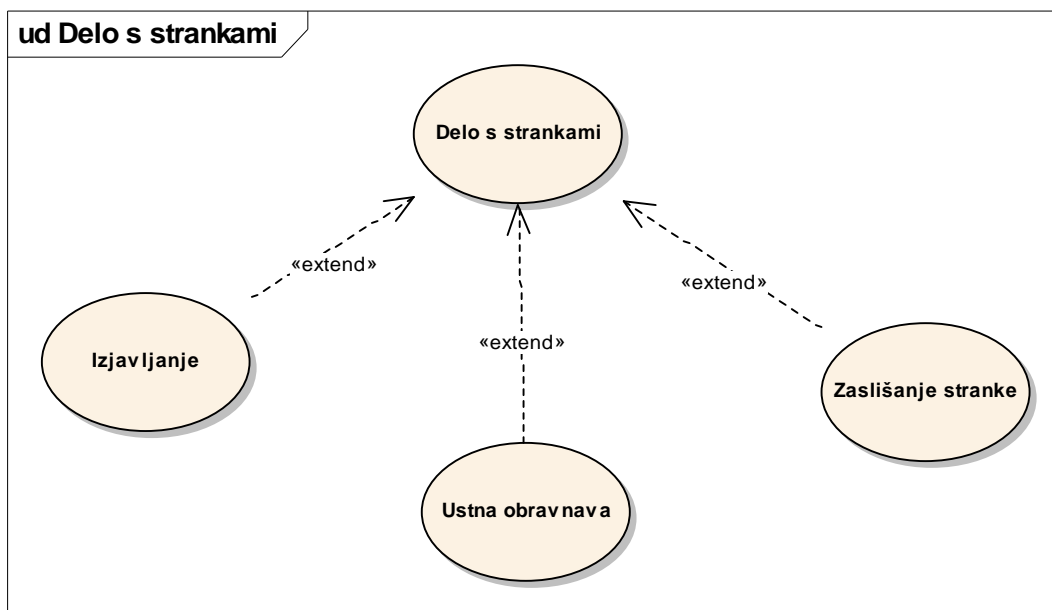 ud Delo s strankami
Delo s strankami
«extend»
«extend»
«extend»
Izjavljanje
Zaslišanje stranke
Ustna obravnava